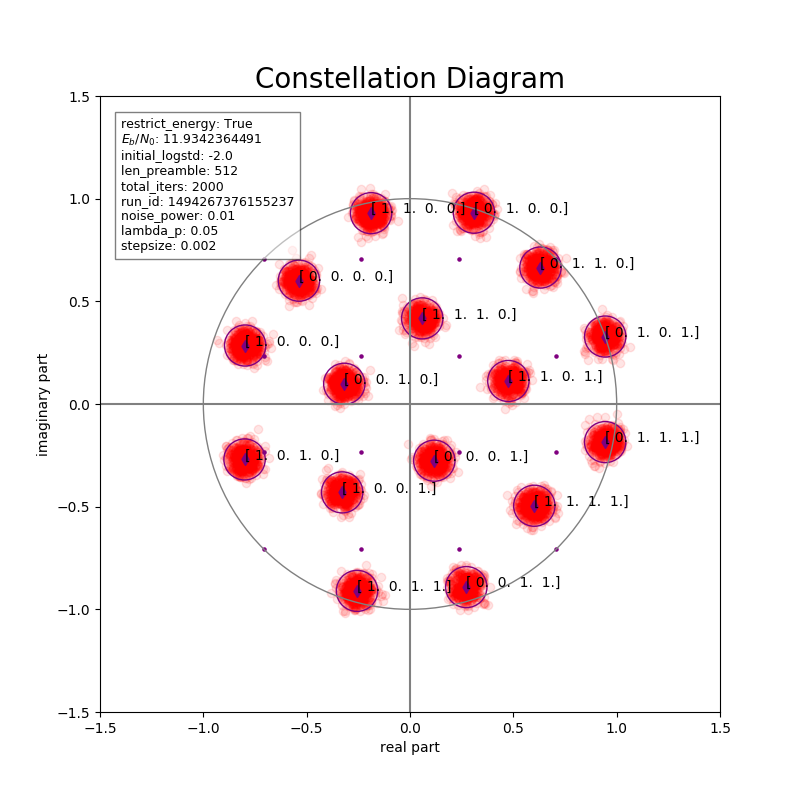 Constellation Diagram
restrict_energy: True
E_b/N_0: 11.9342364491
initial_logstd: -2.0
len_preamble: 512
total_iters: 2000
run_id: 1494267376155237
noise_power: 0.01
lambda_p: 0.05
stepsize: 0.002
1.5
1.0
0.5
0.0
−0.5
−1.0
−1.5
imaginary part
[ 1. 1. 0. 0.]
[ 0. 1. 0. 0.]
[ 0. 1. 1. 0.]
[ 0. 0. 0. 0.]
[ 1. 1. 1. 0.]
[ 0. 1. 0. 1.]
[ 1. 0. 0. 0.]
[ 0. 0. 1. 0.]
[ 1. 1. 0. 1.]
[ 0. 1. 1. 1.]
[ 1. 0. 1. 0.]
[ 0. 0. 0. 1.]
[ 1. 0. 0. 1.]
[ 1. 1. 1. 1.]
[ 1. 0. 1. 1.]
[ 0. 0. 1. 1.]
−1.5 −1.0 −0.5 0.0 0.5 1.0 1.5
real part